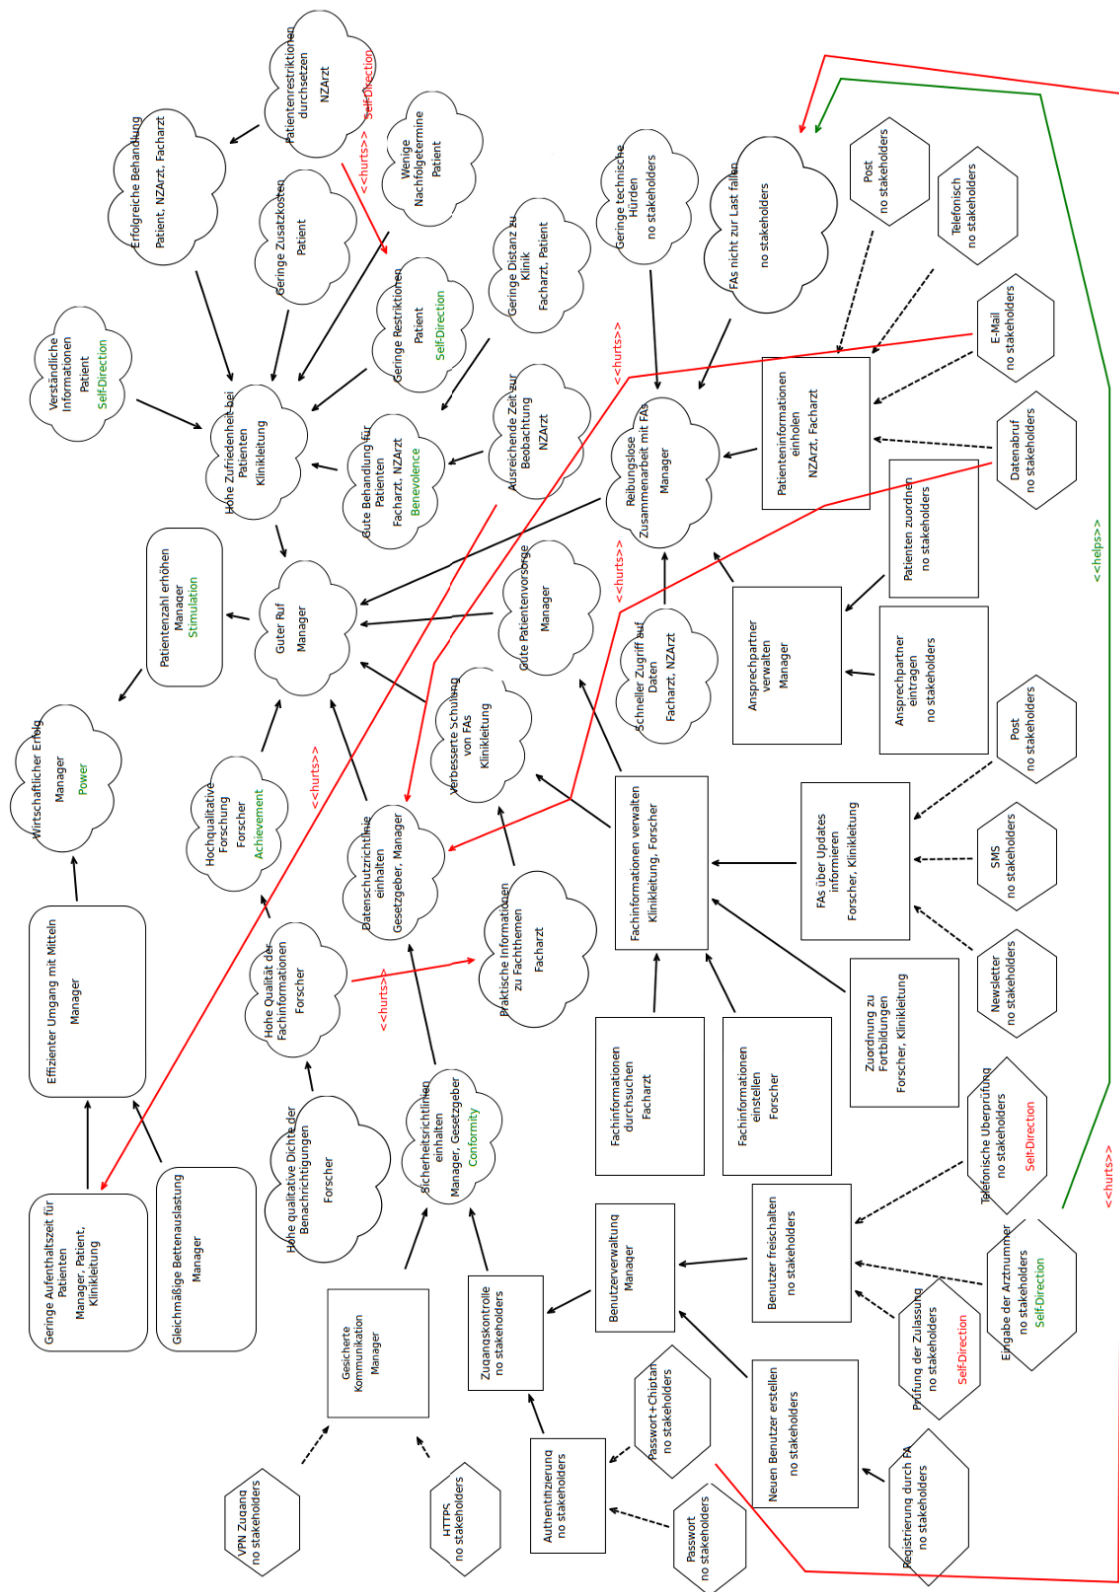 Wirtschaftlicher Erfolg
Manager
Power
Patientenzahl erhöhen
Manager
Stimulation
Verständliche
Informationen
Patient
Self-Direction
Erfolgreiche Behandlung
Patient, NZArzt, Facharzt
Patientenrestriktionen
durchsetzen
NZArzt
Self-Direction
<<hurts>>
Geringe Zusatzkosten
Patient
Wenige
Nachfolgetermine
Patient
Hohe Zufriedenheit bei
Patienten
Klinikleitung
Geringe Restriktionen
Patient
Self-Direction
Geringe Distanz zu
Klinik
Facharzt, Patient
Gute Behandlung für
Patienten
Facharzt, NZArzt
Benevolence
Ausreichende Zeit zur
Beobachtung
NZArzt
Guter Ruf
Manager
Effizienter Umgang mit Mitteln
Manager
Geringe Aufenthaltszeit für
Patienten
Manager, Patient,
Klinikleitung
Gleichmäßige Bettenauslastung
Manager
Hochqualitative
Forschung
Forscher
Achievement
<<hurts>>
Hohe Qualität der
Fachinformationen
Forscher
<<hurts>>
Hohe qualitative Dichte der
Benachrichtigungen
Forscher
Datenschutzrichtlinie
einhalten
Gesetzgeber, Manager
Verbesserte Schulung
von FAs
Klinikleitung
Gute Patientenvorsorge
Manager
Praktische Informationen
zu Fachthemen
Facharzt
Sicherheitsrichtlinien
einhalten
Manager, Gesetzgeber
Conformity
Gesicherte
Kommunikation
Manager
VPN Zugang
no stakeholders
HTTPS
no stakeholders
Zugangskontrolle
no stakeholders
Authentifizierung
no stakeholders
Passwort
no stakeholders
Passwort+Chiptan
no stakeholders
Benutzerverwaltung
Manager
Neuen Benutzer erstellen
no stakeholders
Registrierung durch FA
no stakeholders
Benutzer freischalten
no stakeholders
Prüfung der Zulassung
no stakeholders
Self-Direction
Eingabe der Arztnummer
no stakeholders
Self-Direction
Telefonische Überprüfung
no stakeholders
Self-Direction
Fachinformationen
durchsuchen
Facharzt
Fachinformationen
einstellen
Forscher
Fachinformationen verwalten
Klinikleitung, Forscher
Zuordnung zu
Fortbildungen
Forscher, Klinikleitung
FAs über Updates
informieren
Forscher, Klinikleitung
Newsletter
no stakeholders
SMS
no stakeholders
Post
no stakeholders
Schneller Zugriff auf
Daten
Facharzt, NZArzt
Ansprechpartner
verwalten
Manager
Ansprechpartner
eintragen
no stakeholders
Patienten zuordnen
no stakeholders
Reibungslose
Zusammenarbeit mit FAs
Manager
<<hurts>>
<<hurts>>
Geringe technische
Hürden
no stakeholders
FAs nicht zur Last fallen
no stakeholders
Patienteninformationen
einholen
NZArzt, Facharzt
Post
no stakeholders
Telefonisch
no stakeholders
E-Mail
no stakeholders
Datenabruf
no stakeholders
<<helps>>
<<hurts>>